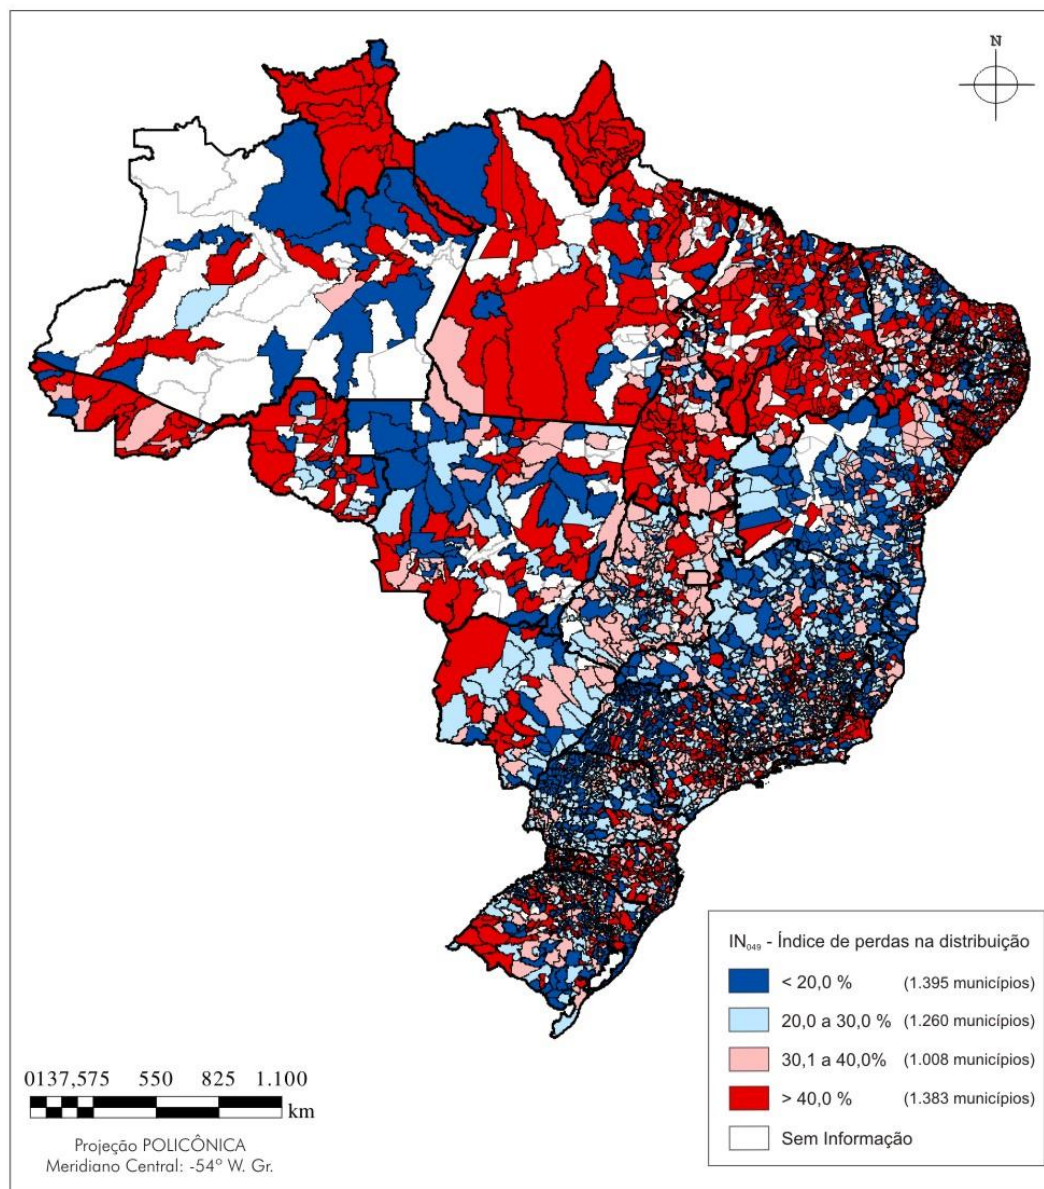 N
IN049 - Índice de perdas na distribuição
< 20,0 % (1.395 municípios)
20,0 a 30,0 % (1.260 municípios)
30,1 a 40,0% (1.008 municípios)
> 40,0 % (1.383 municípios)
Sem Informação
0137,575 550 825 1.100
km
Projeção POLICÔNICA
Meridiano Central: -54º W. Gr.